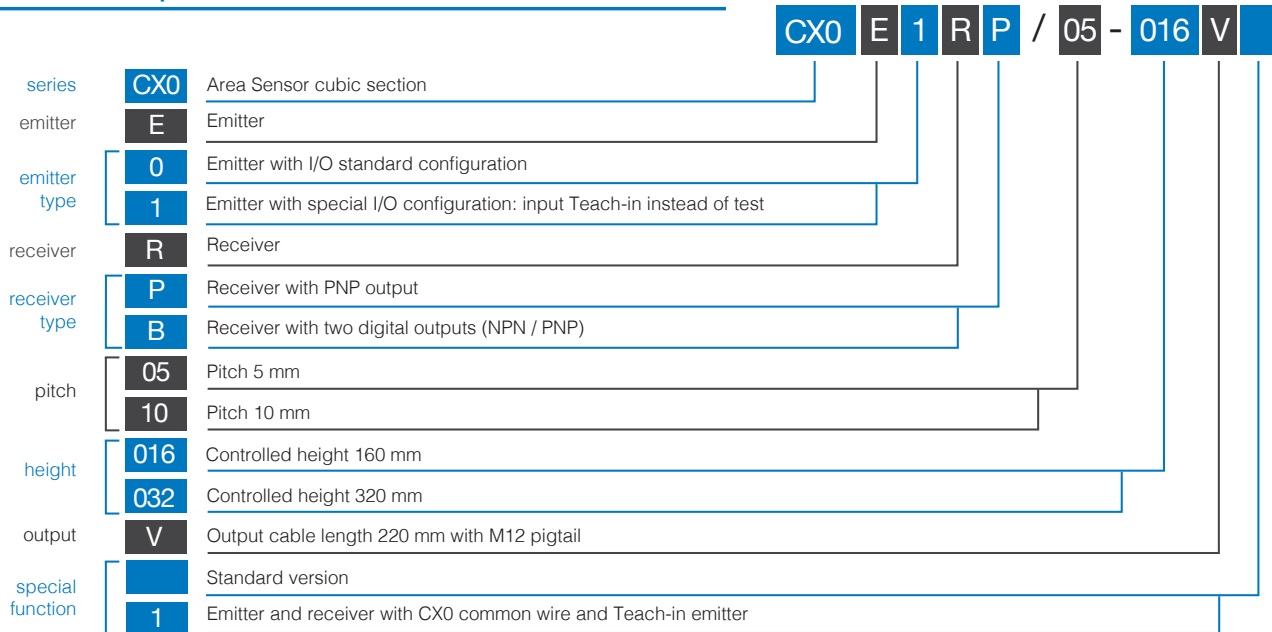 CX0 E 1 R P / 05 - 016 V
series CX0 Area Sensor cubic section
emitter E Emitter
emitter type
0 Emitter with I/O standard configuration
1 Emitter with special I/O configuration: input Teach-in instead of test
receiver R Receiver
receiver type
P Receiver with PNP output
B Receiver with two digital outputs (NPN / PNP)
pitch
05 Pitch 5 mm
10 Pitch 10 mm
height
016 Controlled height 160 mm
032 Controlled height 320 mm
output V Output cable length 220 mm with M12 pigtail
special function
Standard version
1 Emitter and receiver with CX0 common wire and Teach-in emitter